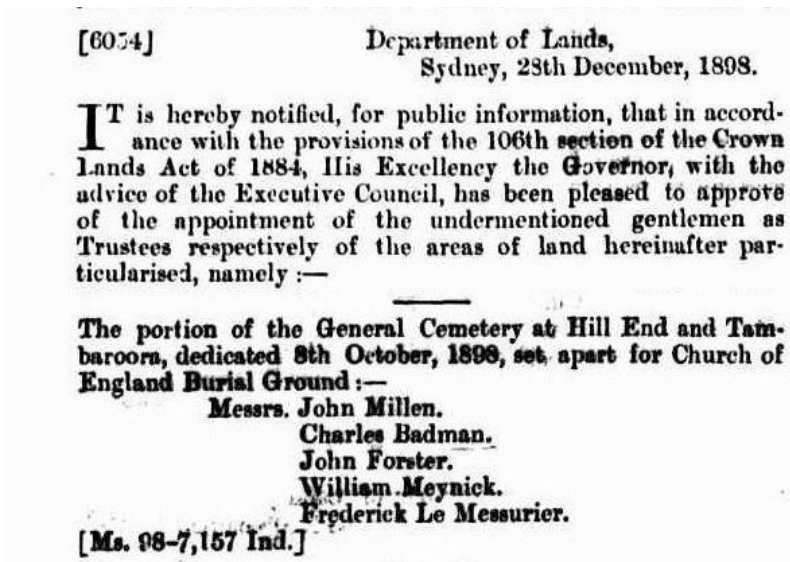 [6054] Department of Lands,
Sydney, 28th December, 1898.
IT is hereby notified, for public information, that in accord-
ance with the provisions of the 106th section of the Crown
Lands Act of 1884, His Excellency the Governor, with the
advice of the Executive Council, has been pleased to approve
of the appointment of the undermentioned gentlemen as
Trustees respectively of the areas of land hereinafter par-
ticularised, namely :—
The portion of the General Cemetery at Hill End and Tam-
baroora, dedicated 8th October, 1898, set apart for Church of
England Burial Ground :—
Messrs. John Millen.
Charles Badman.
John Forster.
William Meynick.
Frederick Le Messurier.
[Ms. 98-7,157 Ind.]